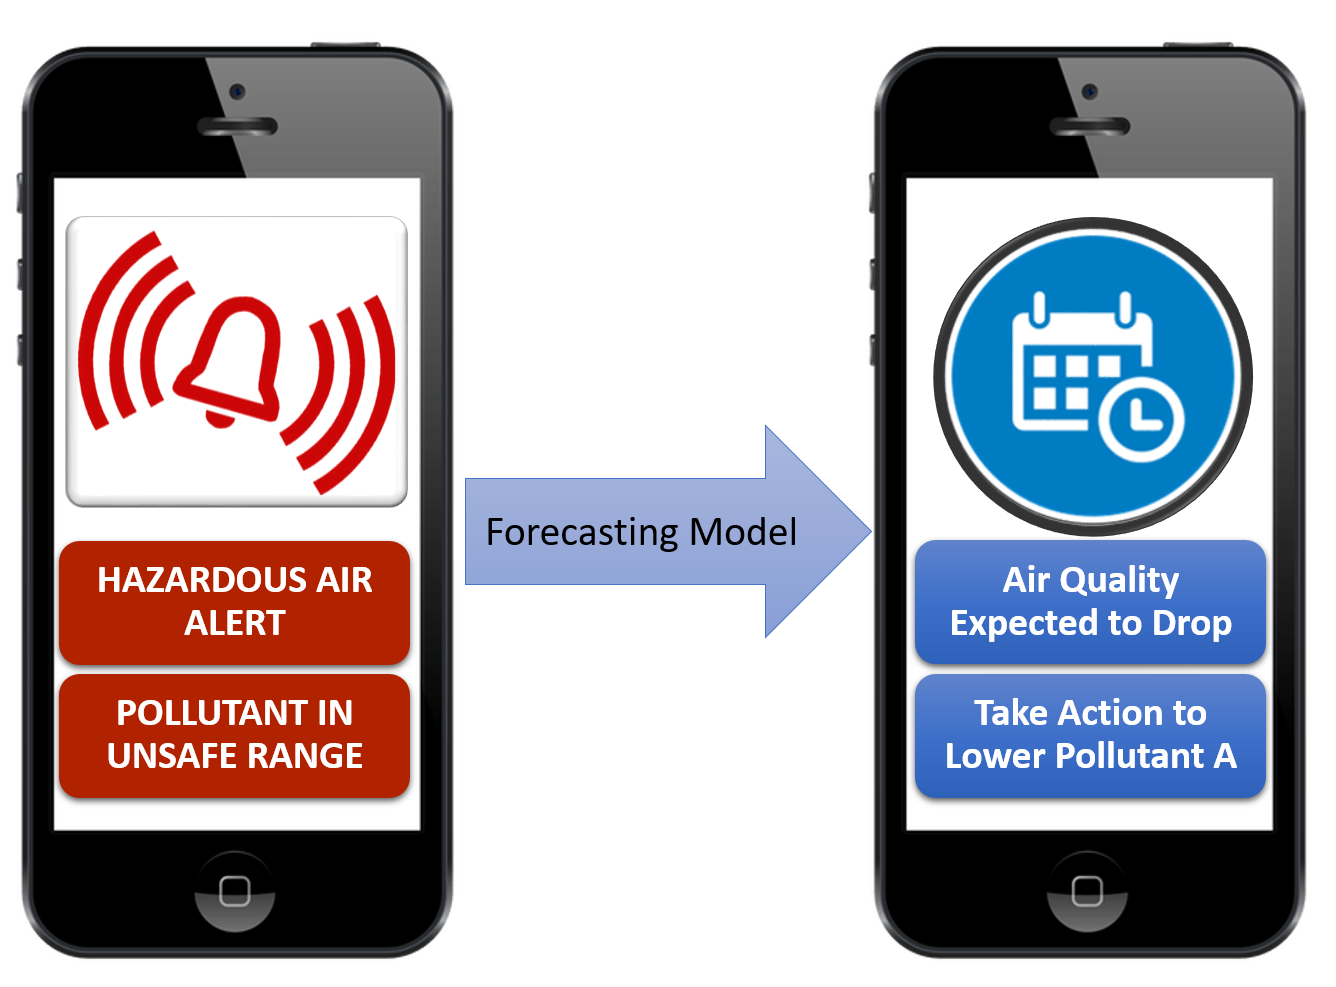 HAZARDOUS AIR
ALERT
POLLUTANT IN
UNSAFE RANGE
Forecasting Model
Air Quality
Expected to Drop
Take Action to
Lower Pollutant A